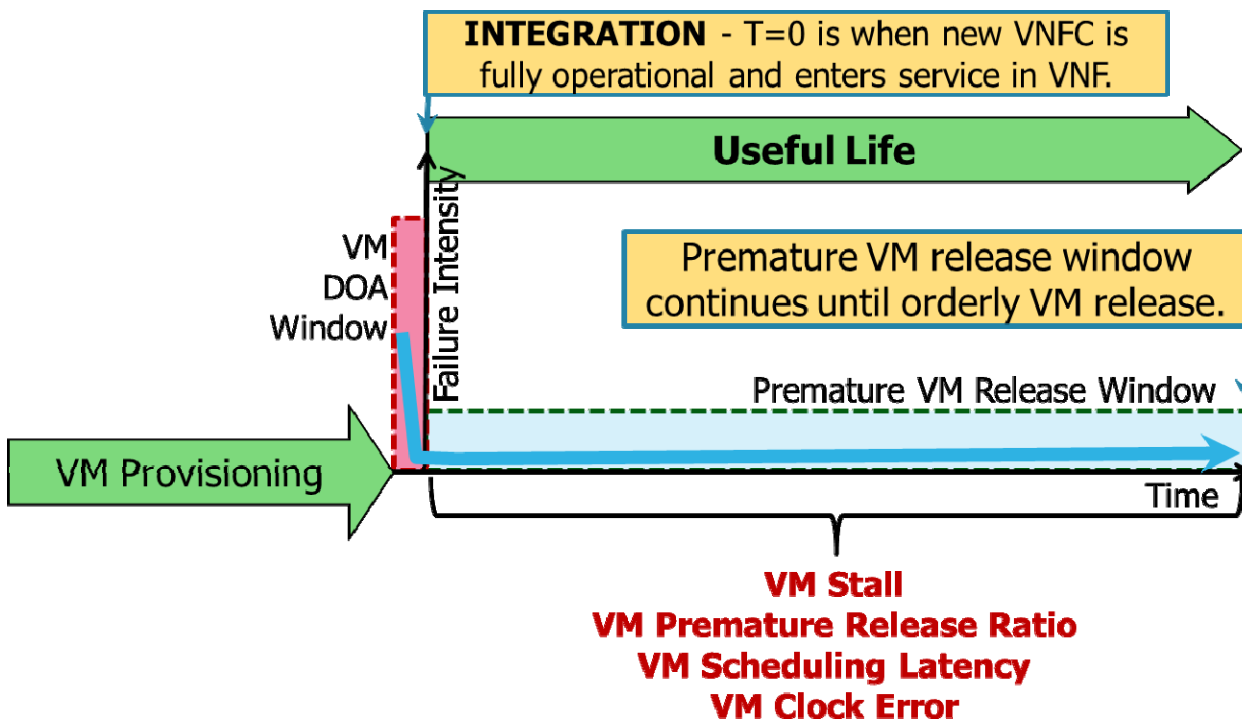 INTEGRATION - T=0 is when new VNFC is
fully operational and enters service in VNF.
Useful Life
Failure Intensity
VM
DOA
Window
Premature VM release window
continues until orderly VM release.
Premature VM Release Window
VM Provisioning
Time
VM Stall
VM Premature Release Ratio
VM Scheduling Latency
VM Clock Error